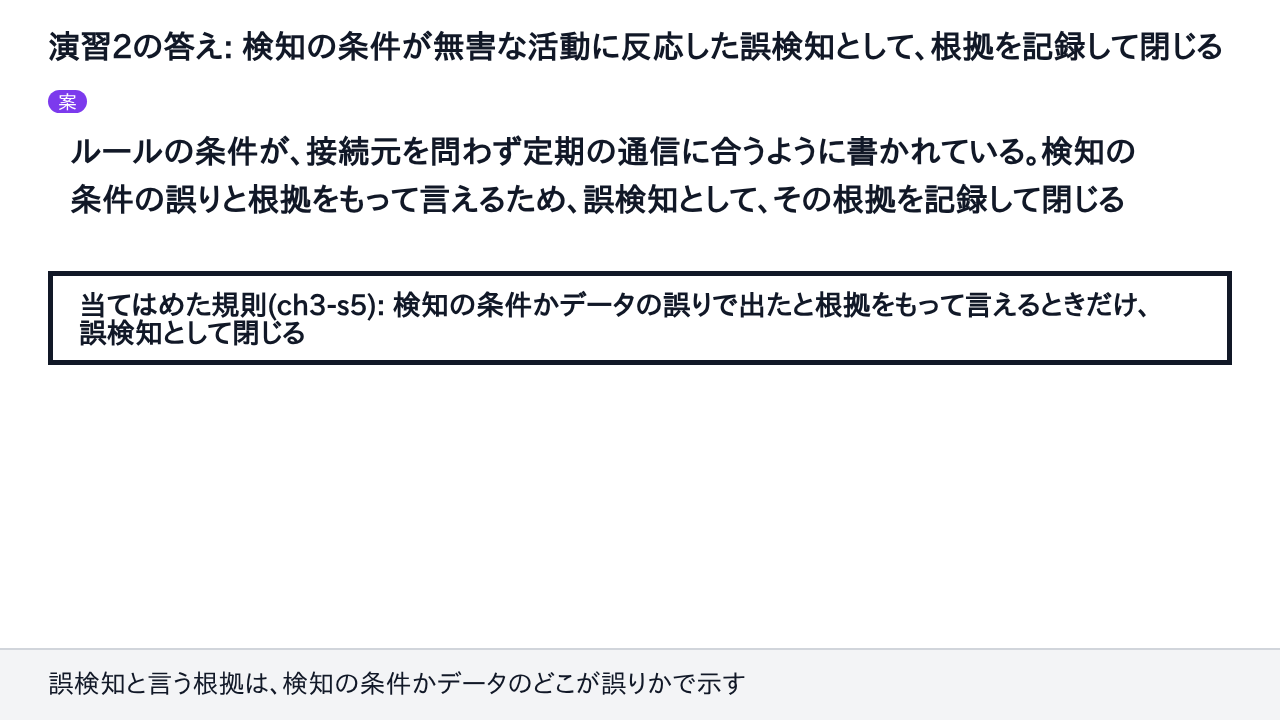 演習2の答え: 検知の条件が無害な活動に反応した誤検知として、根拠を記録して閉じる
案
ルールの条件が、接続元を問わず定期の通信に合うように書かれている。検知の
条件の誤りと根拠をもって言えるため、誤検知として、その根拠を記録して閉じる
当てはめた規則(ch3-s5): 検知の条件かデータの誤りで出たと根拠をもって言えるときだけ、
誤検知として閉じる
誤検知と言う根拠は、検知の条件かデータのどこが誤りかで示す